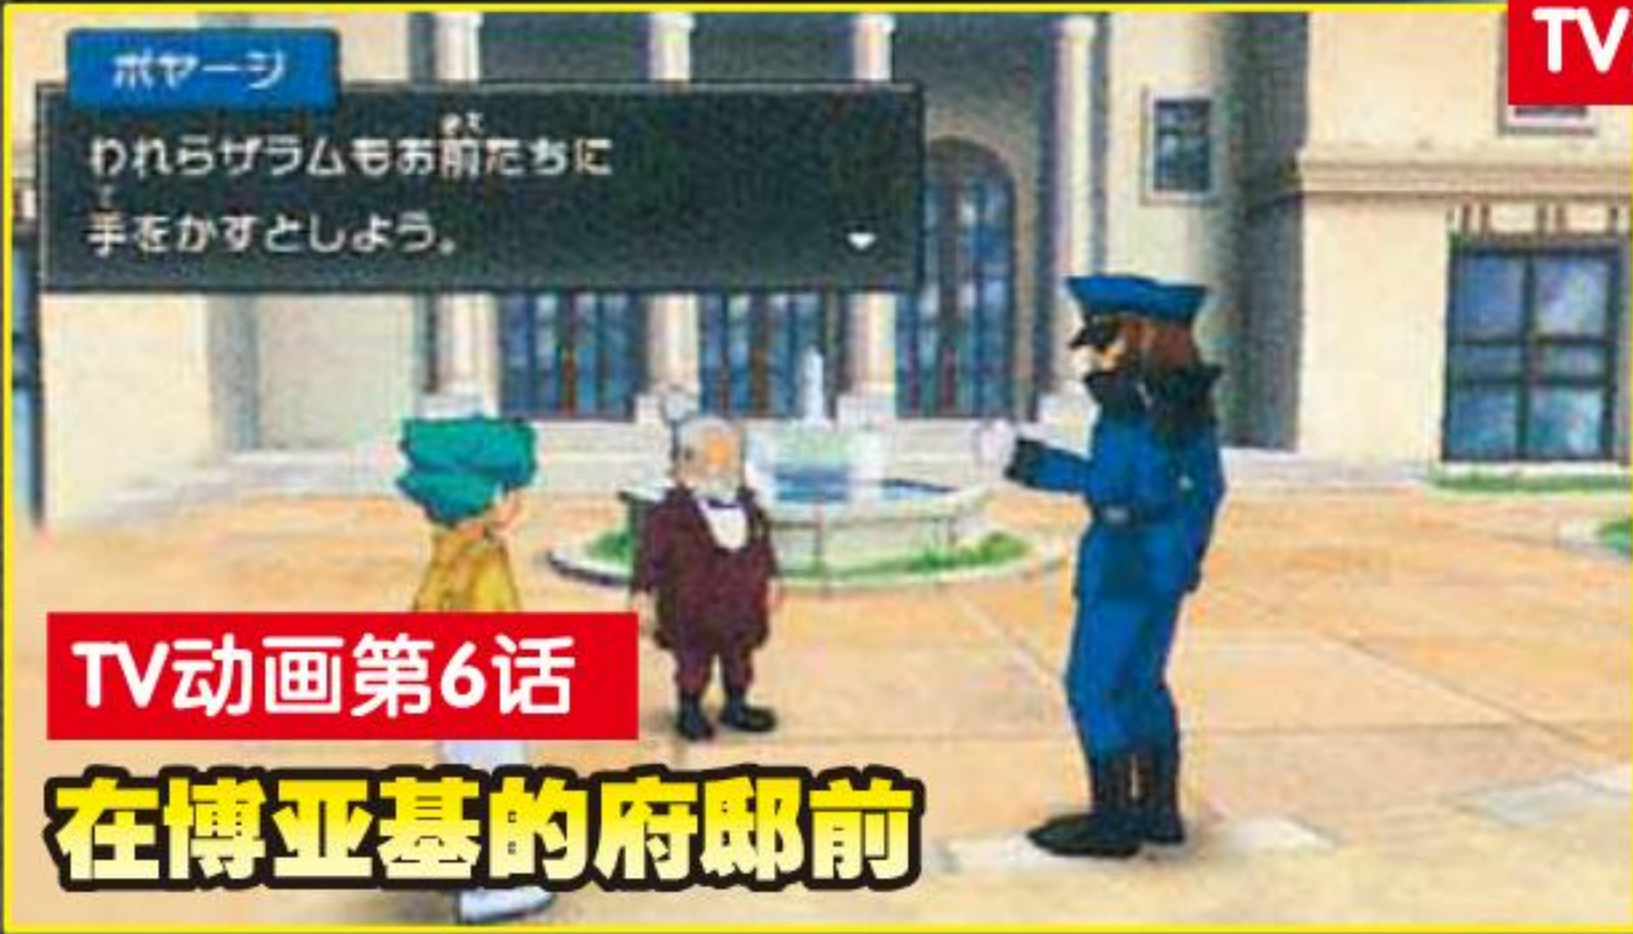 TV
ボヤージ
われらザラムもお前たちに
手をかすとしよう。
TV动画第6话
在博亚基的府邸前